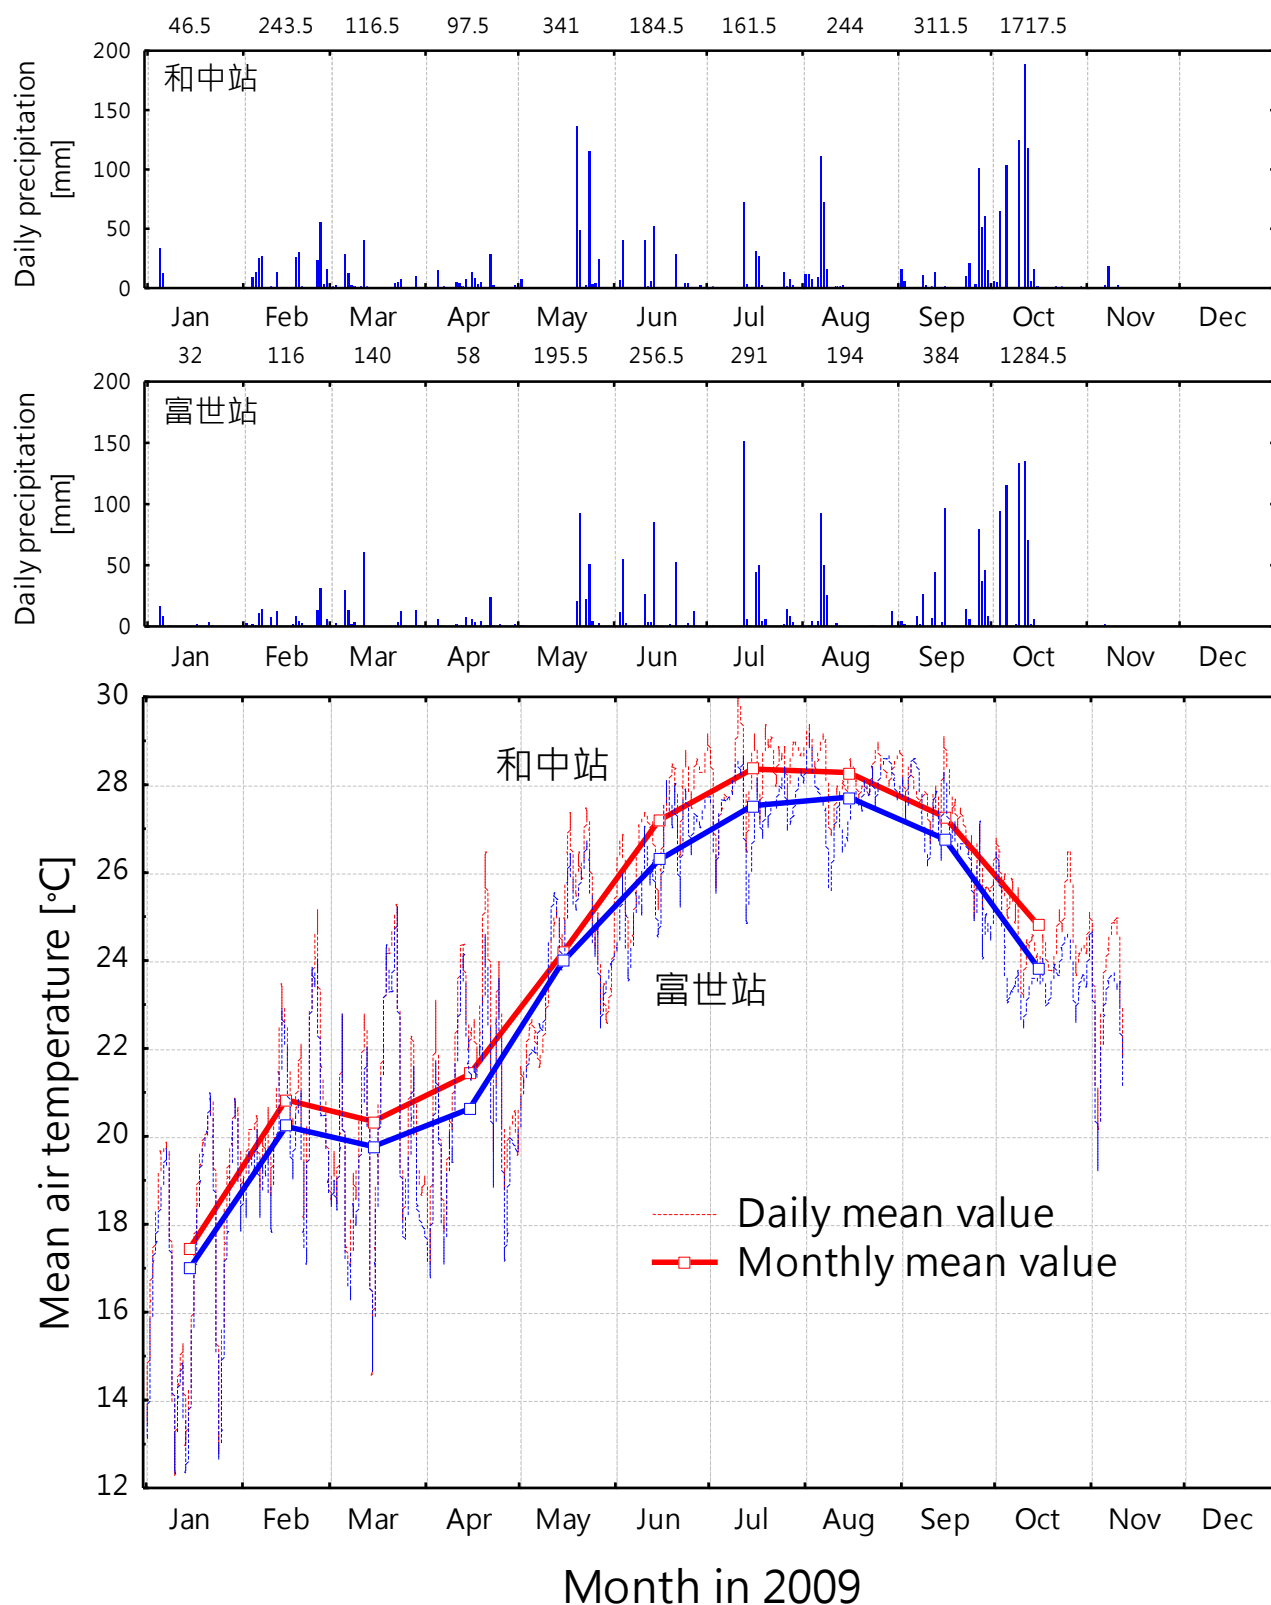 46.5 243.5 116.5 97.5 341 184.5 161.5 244 311.5 1717.5
Daily precipitation
[mm]
200
150
100
50
0
和中站
Jan Feb Mar Apr May Jun Jul Aug Sep Oct Nov Dec
32 116 140 58 195.5 256.5 291 194 384 1284.5
Daily precipitation
[mm]
200
150
100
50
0
富世站
Jan Feb Mar Apr May Jun Jul Aug Sep Oct Nov Dec
Mean air temperature [°C]
30
28
26
24
22
20
18
16
14
12
和中站
富世站
Daily mean value
Monthly mean value
Jan Feb Mar Apr May Jun Jul Aug Sep Oct Nov Dec
Month in 2009